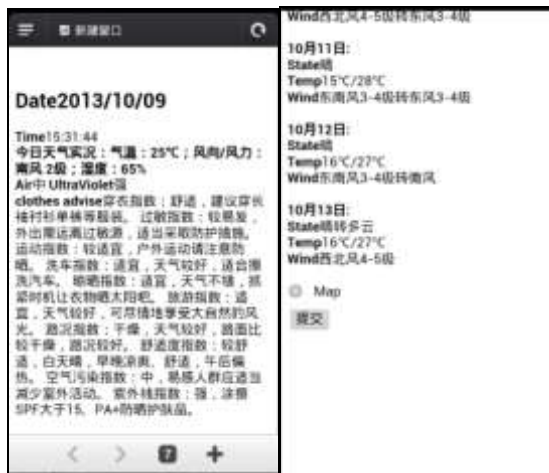 新建窗口
Date2013/10/09
Time15:31:44
今日天气实况：气温：25℃；风向/风力：
南风 2级；湿度：65%
Air中 UltraViolet强
clothes advise穿衣指数：舒适，建议穿长
袖衬衫单裤等服装。 过敏指数：较易发，
外出需远离过敏源，适当采取防护措施。
运动指数：较适宜，户外运动请注意防
晒。 洗车指数：适宜，天气较好，适合擦
洗汽车。 晾晒指数：适宜，天气不错，抓
紧时机让衣物晒太阳吧。 旅游指数：适
宜，天气较好，可尽情地享受大自然的风
光。 路况指数：干燥，天气较好，路面比
较干燥，路况较好。 舒适度指数：较舒
适，白天晴，早晚凉爽、舒适，午后偏
热。 空气污染指数：中，易感人群应适当
减少室外活动。 紫外线指数：强，涂擦
SPF大于15、PA+防晒护肤品。
7
Wind西北风4-5级转东风3-4级
10月11日:
State晴
Temp15℃/28℃
Wind东南风3-4级转东风3-4级
10月12日:
State晴
Temp16℃/27℃
Wind东南风3-4级转微风
10月13日:
State晴转多云
Temp16℃/27℃
Wind西北风4-5级
Map
提交